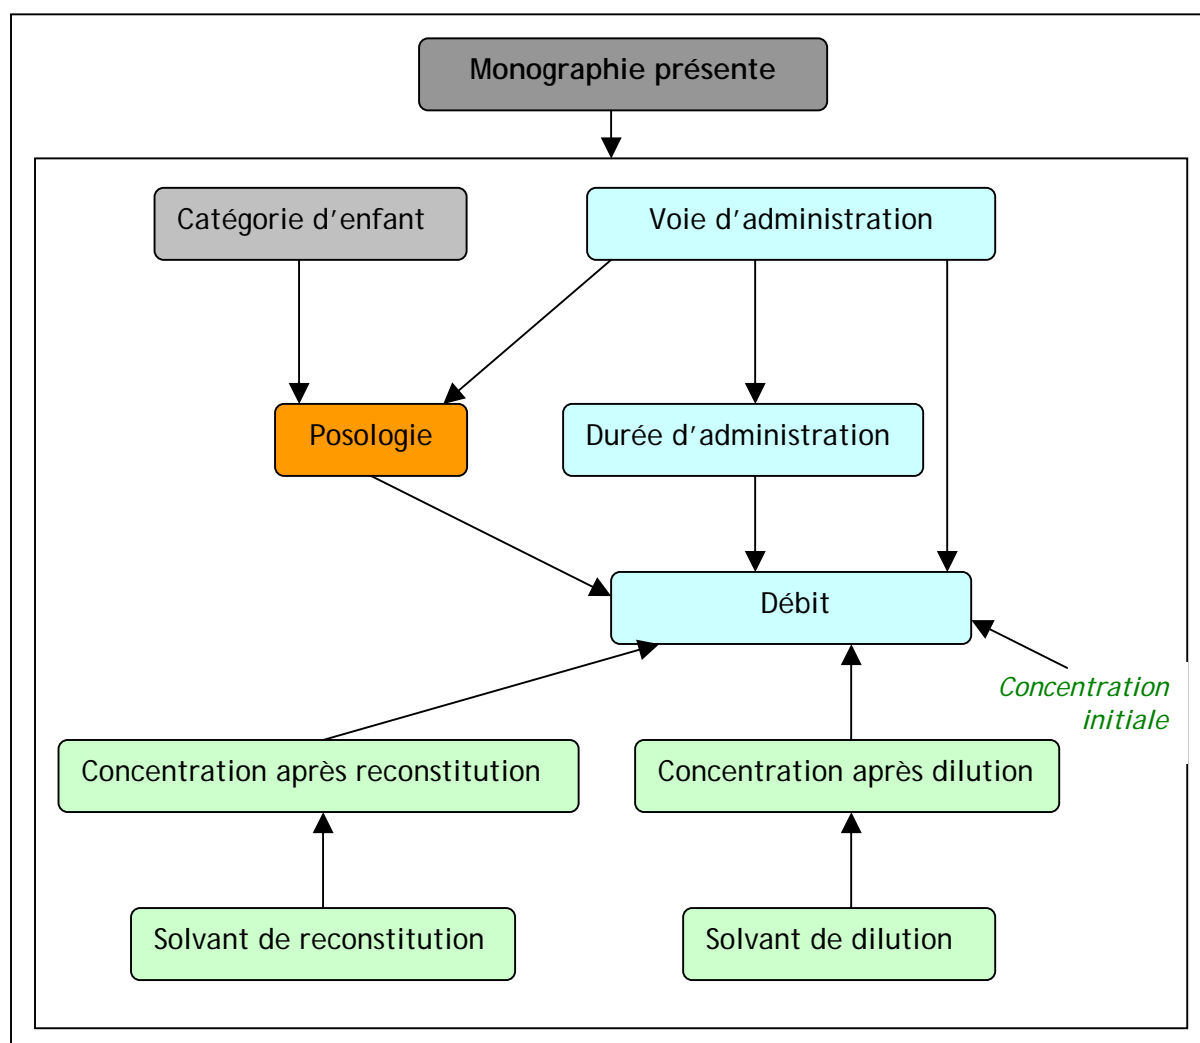 Monographie présente
Catégorie d’enfant
Voie d’administration
Posologie
Durée d’administration
Débit
Concentration
initiale
Concentration après reconstitution
Concentration après dilution
Solvant de reconstitution
Solvant de dilution